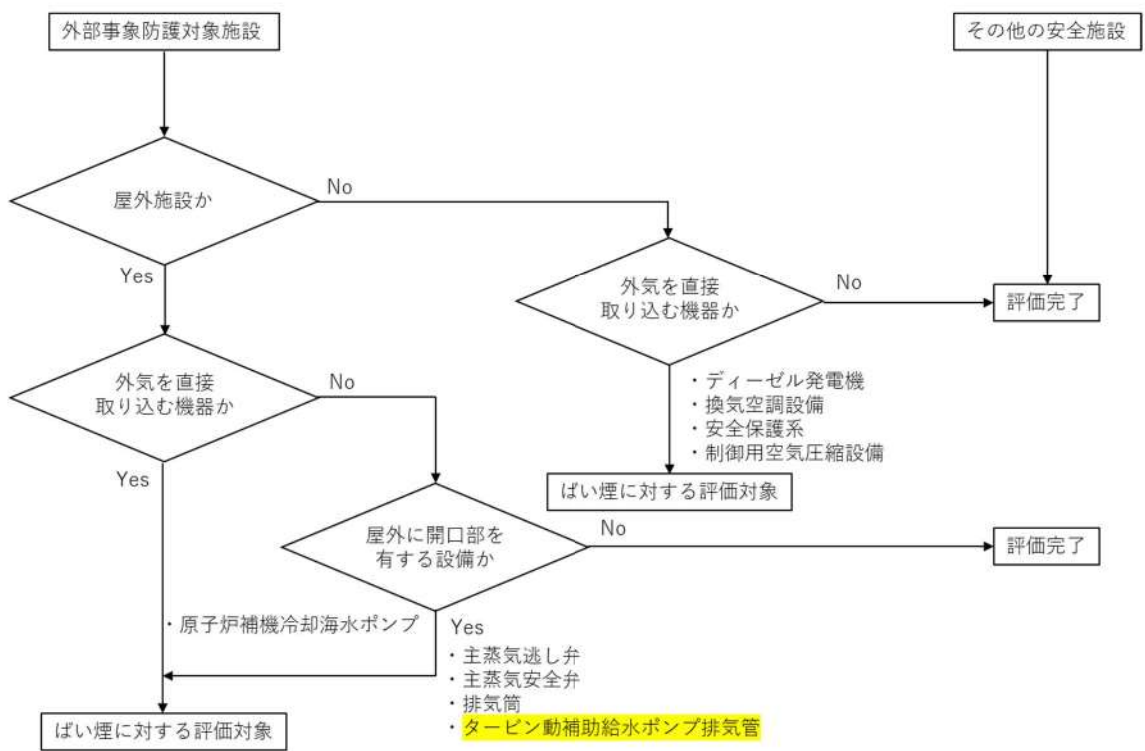 外部事象防護対象施設
その他の安全施設
屋外施設か
No
Yes
外気を直接
取り込む機器か
No
評価完了
外気を直接
取り込む機器か
No
Yes
・ディーゼル発電機
・換気空調設備
・安全保護系
・制御用空気圧縮設備
ばい煙に対する評価対象
屋外に開口部を
有する設備か
No
評価完了
・原子炉補機冷却海水ポンプ
Yes
・主蒸気逃し弁
・主蒸気安全弁
・排気筒
・タービン動補助給水ポンプ排気管
ばい煙に対する評価対象